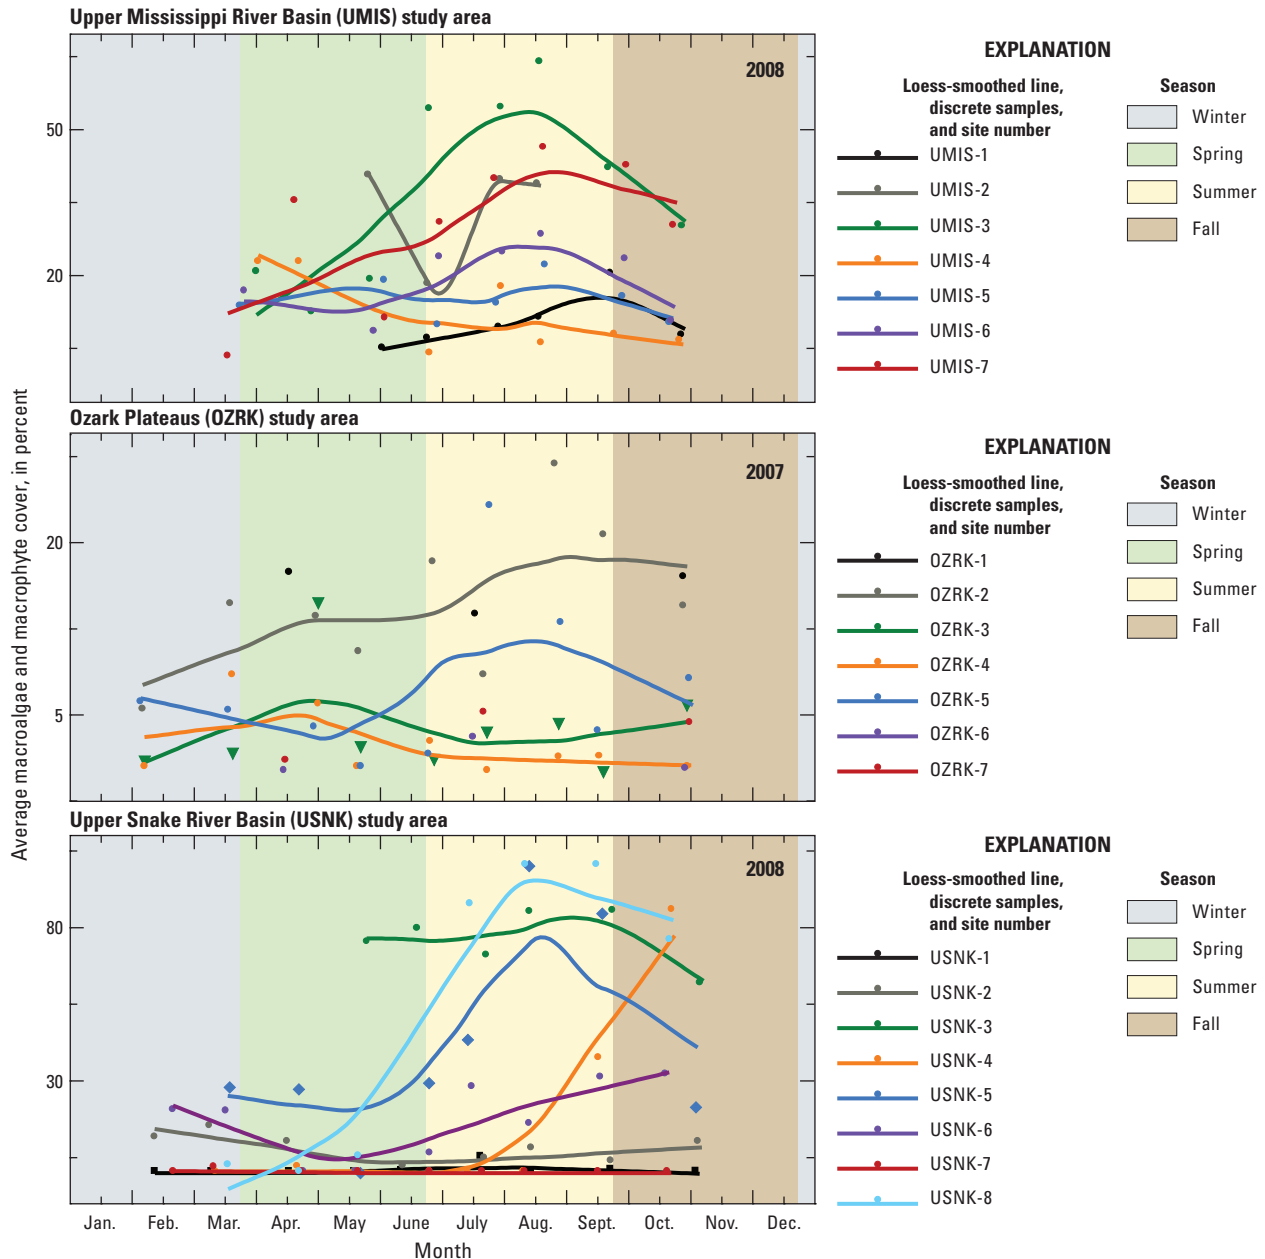 Upper Mississippi River Basin (UMIS) study area
2008
50
20
EXPLANATION
Loess-smoothed line,
discrete samples,
and site number
UMIS-1
UMIS-2
UMIS-3
UMIS-4
UMIS-5
UMIS-6
UMIS-7
Season
Winter
Spring
Summer
Fall
Average macroalgae and macrophyte cover, in percent
Ozark Plateaus (OZRK) study area
2007
20
5
EXPLANATION
Loess-smoothed line,
discrete samples,
and site number
OZRK-1
OZRK-2
OZRK-3
OZRK-4
OZRK-5
OZRK-6
OZRK-7
Season
Winter
Spring
Summer
Fall
Upper Snake River Basin (USNK) study area
2008
80
30
EXPLANATION
Loess-smoothed line,
discrete samples,
and site number
USNK-1
USNK-2
USNK-3
USNK-4
USNK-5
USNK-6
USNK-7
USNK-8
Season
Winter
Spring
Summer
Fall
Jan. Feb. Mar. Apr. May June July Aug. Sept. Oct. Nov. Dec.
Month